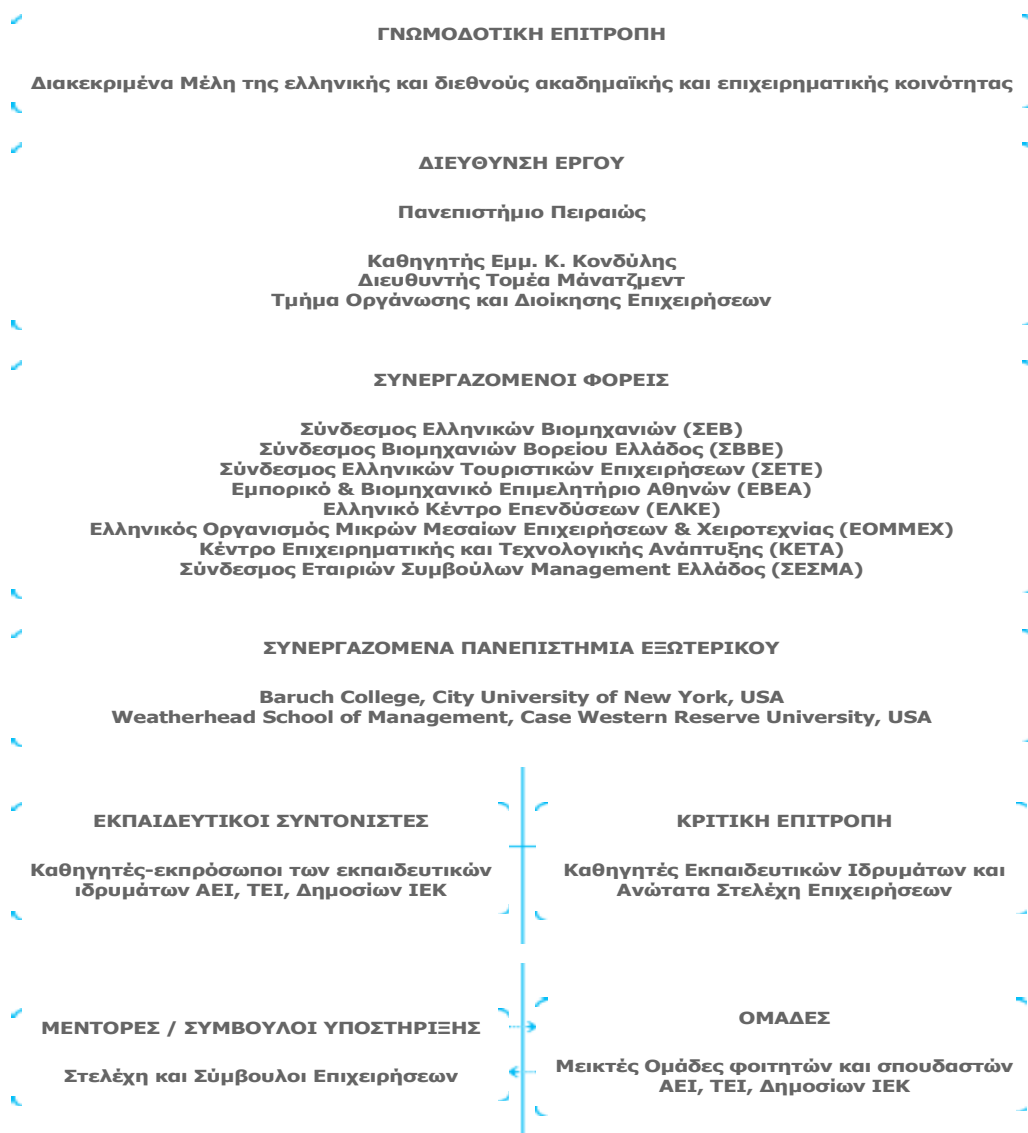 ΓΝΩΜΟΔΟΤΙΚΗ ΕΠΙΤΡΟΠΗ
Διακεκριμένα Μέλη της ελληνικής και διεθνούς ακαδημαϊκής και επιχειρηματικής κοινότητας
ΔΙΕΥΘΥΝΣΗ ΕΡΓΟΥ
Πανεπιστήμιο Πειραιώς
Καθηγητής Εμμ. Κ. Κονδύλης
Διευθυντής Τομέα Μάνατζμεντ
Τμήμα Οργάνωσης και Διοίκησης Επιχειρήσεων
ΣΥΝΕΡΓΑΖΟΜΕΝΟΙ ΦΟΡΕΙΣ
Σύνδεσμος Ελληνικών Βιομηχανιών (ΣΕΒ)
Σύνδεσμος Βιομηχανιών Βορείου Ελλάδος (ΣΒΒΕ)
Σύνδεσμος Ελληνικών Τουριστικών Επιχειρήσεων (ΣΕΤΕ)
Εμπορικό & Βιομηχανικό Επιμελητήριο Αθηνών (ΕΒΕΑ)
Ελληνικό Κέντρο Επενδύσεων (ΕΛΚΕ)
Ελληνικός Οργανισμός Μικρών Μεσαίων Επιχειρήσεων & Χειροτεχνίας (ΕΟΜΜΕΧ)
Κέντρο Επιχειρηματικής και Τεχνολογικής Ανάπτυξης (ΚΕΤΑ)
Σύνδεσμος Εταιριών Συμβούλων Management Ελλάδος (ΣΕΣΜΑ)
ΣΥΝΕΡΓΑΖΟΜΕΝΑ ΠΑΝΕΠΙΣΤΗΜΙΑ ΕΞΩΤΕΡΙΚΟΥ
Baruch College, City University of New York, USA
Weatherhead School of Management, Case Western Reserve University, USA
ΕΚΠΑΙΔΕΥΤΙΚΟΙ ΣΥΝΤΟΝΙΣΤΕΣ
Καθηγητές-εκπρόσωποι των εκπαιδευτικών
ιδρυμάτων ΑΕΙ, ΤΕΙ, Δημοσίων ΙΕΚ
ΚΡΙΤΙΚΗ ΕΠΙΤΡΟΠΗ
Καθηγητές Εκπαιδευτικών Ιδρυμάτων και
Ανώτατα Στελέχη Επιχειρήσεων
ΜΕΝΤΟΡΕΣ / ΣΥΜΒΟΥΛΟΙ ΥΠΟΣΤΗΡΙΞΗΣ
Στελέχη και Σύμβουλοι Επιχειρήσεων
ΟΜΑΔΕΣ
Μεικτές Ομάδες φοιτητών και σπουδαστών
ΑΕΙ, ΤΕΙ, Δημοσίων ΙΕΚ